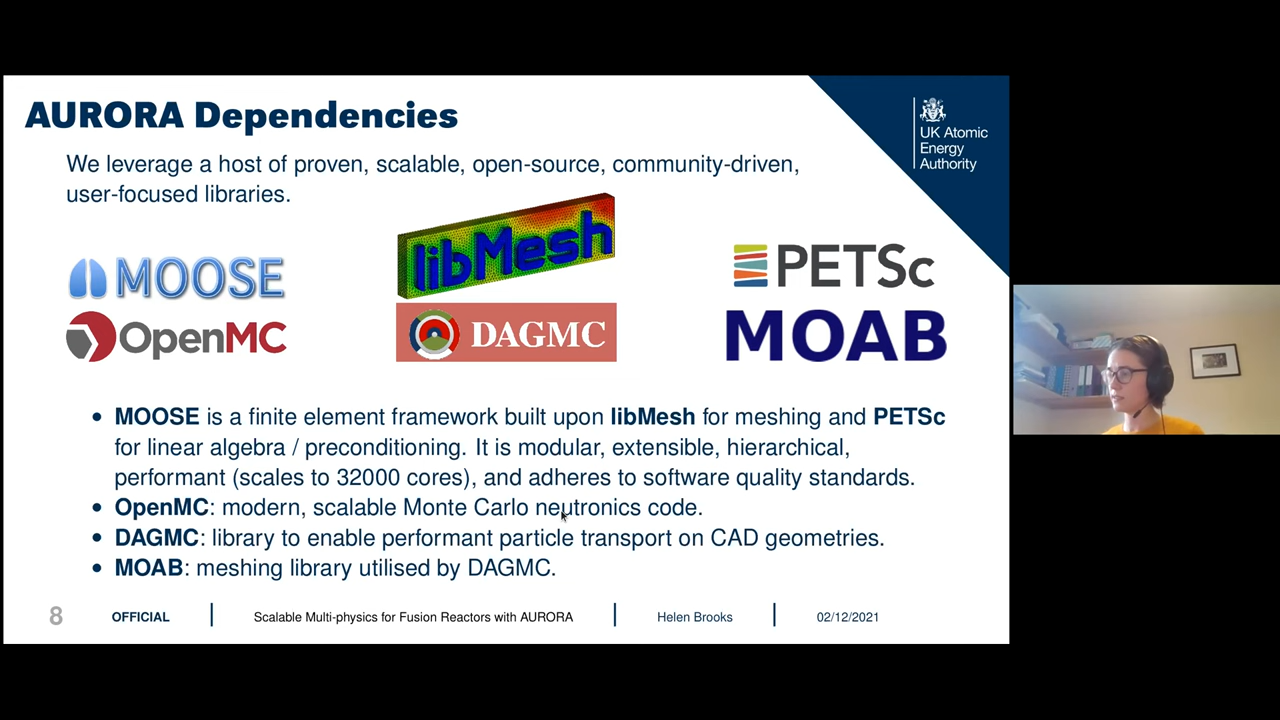 AURORA Dependencies
UK Atomic
Energy
Authority
We leverage a host of proven, scalable, open-source, community-driven,
user-focused libraries.
MOOSE
libMesh
PETSc
OpenMC
DAGMC
MOAB
• MOOSE is a finite element framework built upon libMesh for meshing and PETSc
for linear algebra / preconditioning. It is modular, extensible, hierarchical,
performant (scales to 32000 cores), and adheres to software quality standards.
• OpenMC: modern, scalable Monte Carlo neutronics code.
• DAGMC: library to enable performant particle transport on CAD geometries.
• MOAB: meshing library utilised by DAGMC.
8 OFFICIAL | Scalable Multi-physics for Fusion Reactors with AURORA | Helen Brooks | 02/12/2021